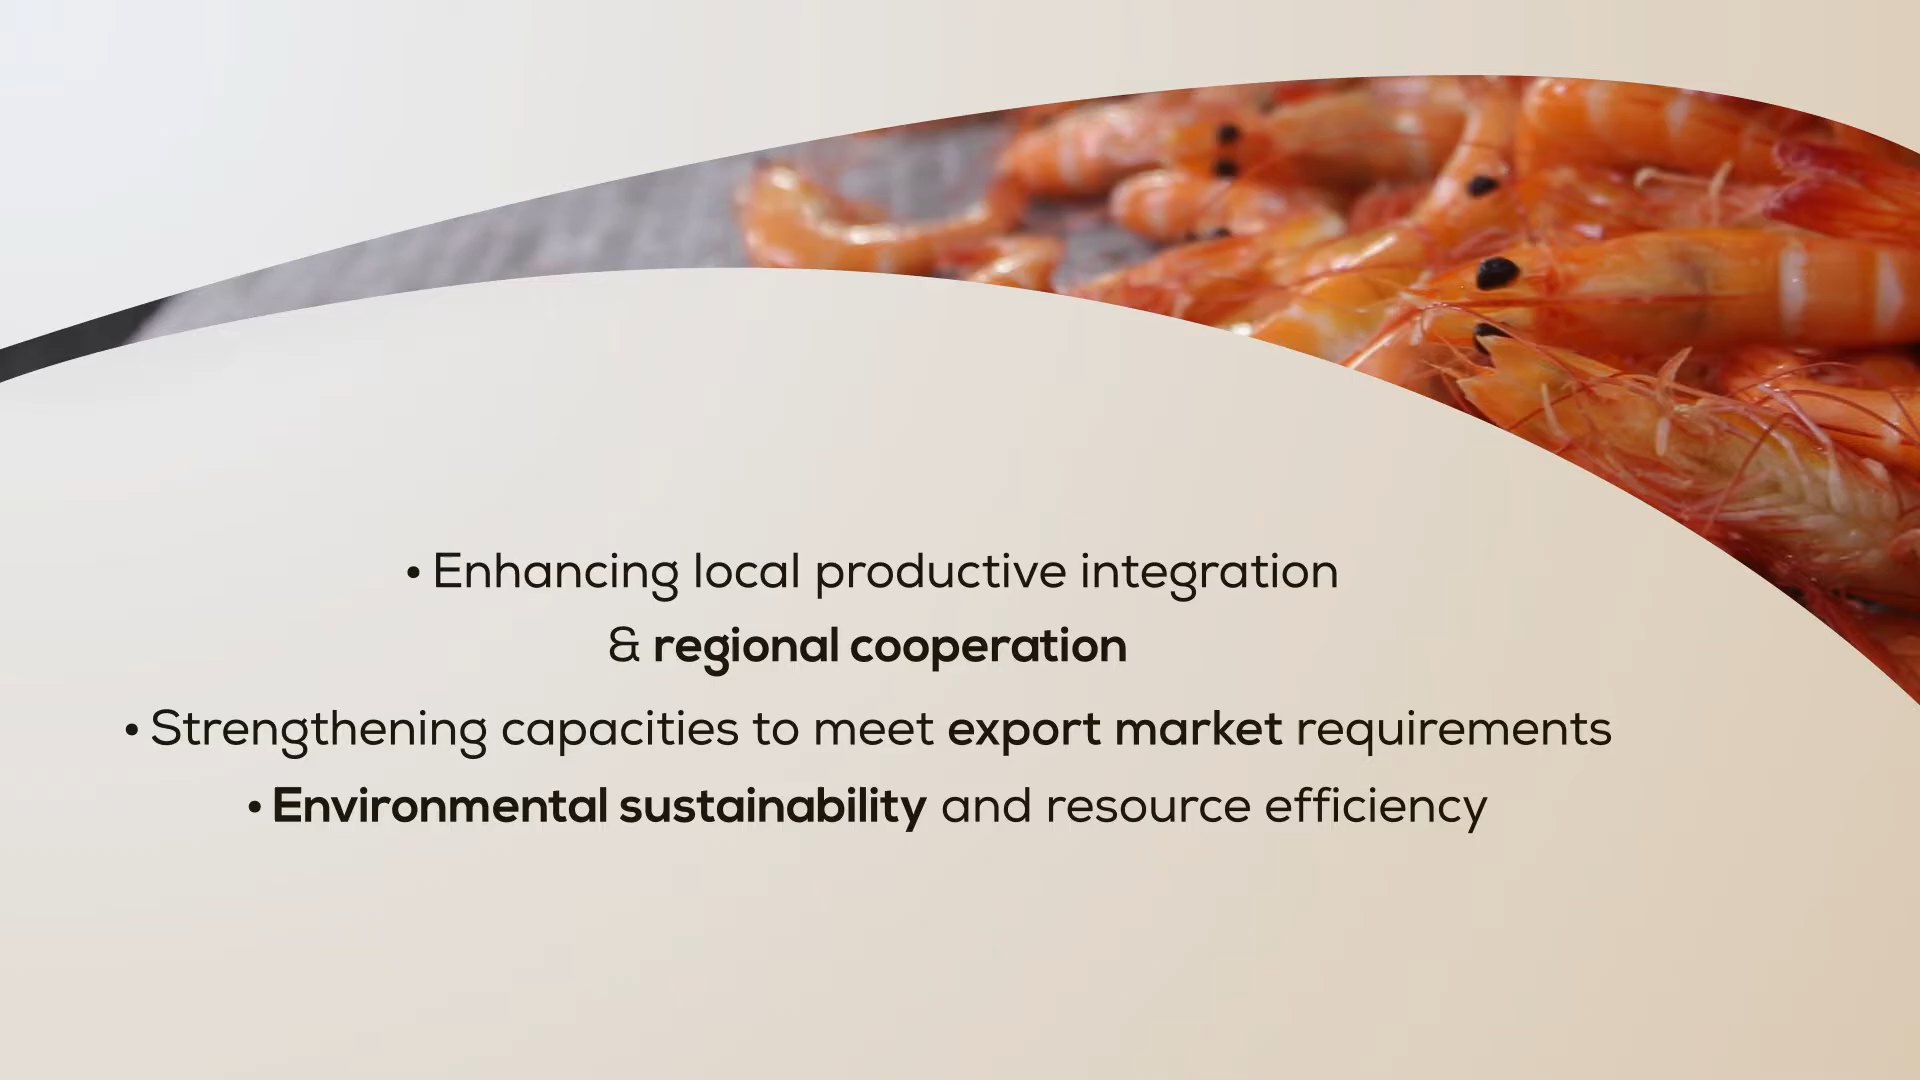 • Enhancing local productive integration
& regional cooperation
• Strengthening capacities to meet export market requirements
• Environmental sustainability and resource efficiency